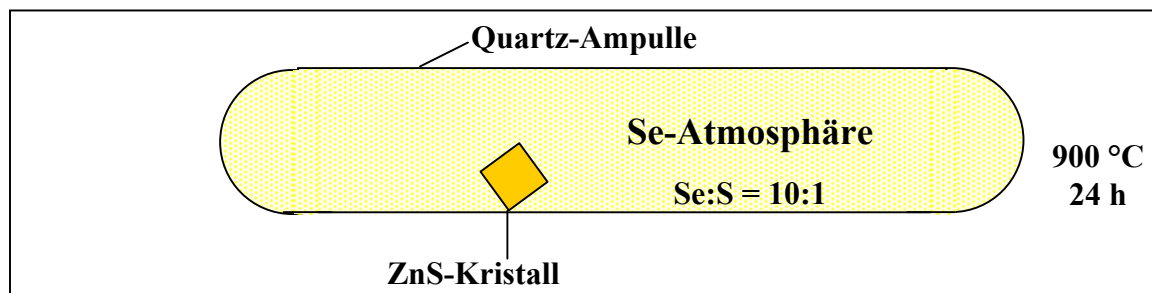 Quartz-Ampulle
Se-Atmosphäre
Se:S = 10:1
900 °C
24 h
ZnS-Kristall